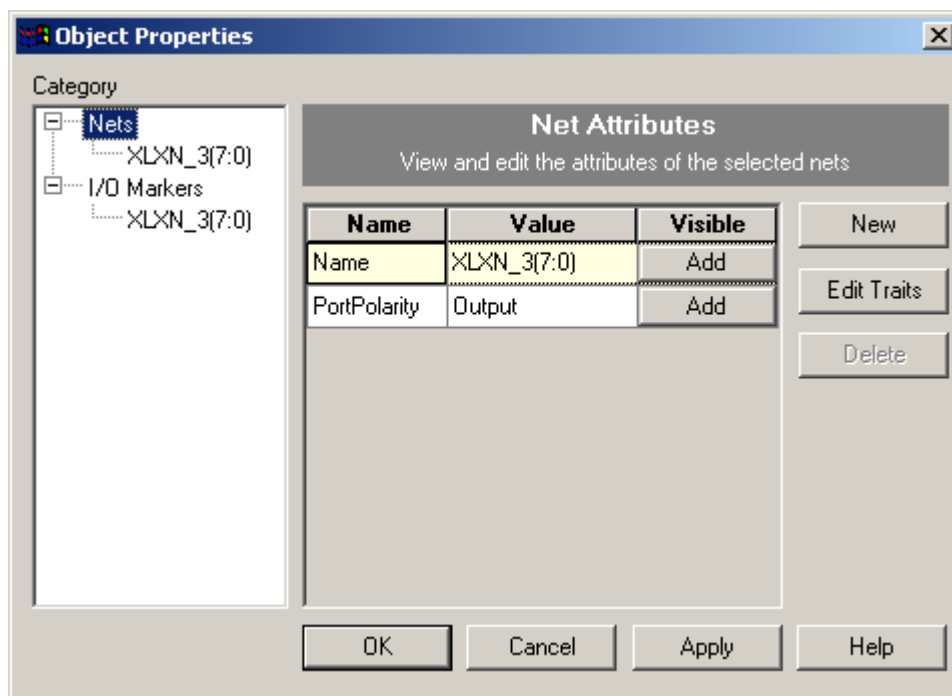 Object Properties
Category
Nets
XLXN_3(7:0)
I/O Markers
XLXN_3(7:0)
Net Attributes
View and edit the attributes of the selected nets
Name Value Visible
Name XLXN_3(7:0) Add
PortPolarity Output Add
New
Edit Traits
Delete
OK Cancel Apply Help